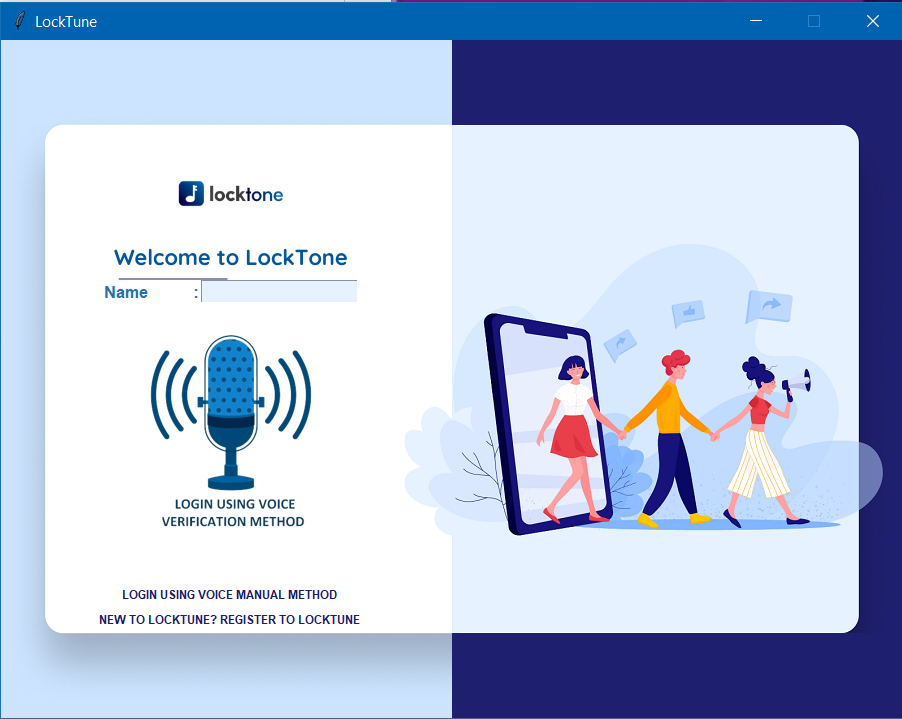 LockTune
locktone
Welcome to LockTone
Name :
LOGIN USING VOICE
VERIFICATION METHOD
LOGIN USING VOICE MANUAL METHOD
NEW TO LOCKTUNE? REGISTER TO LOCKTUNE